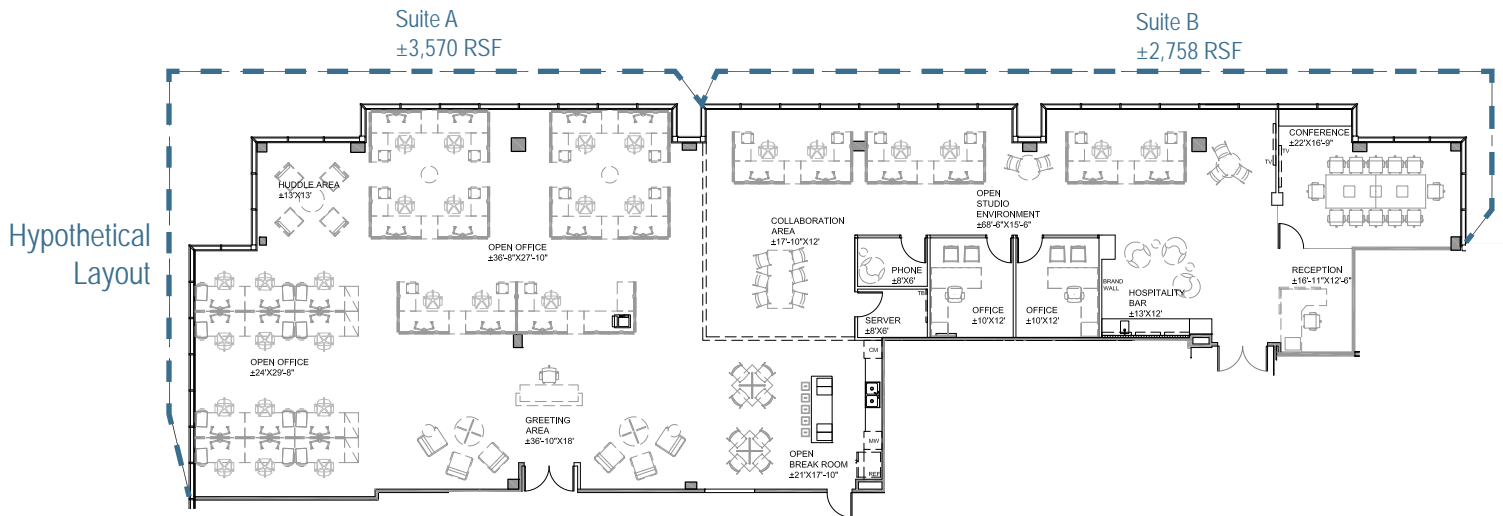 Suite A
±3,570 RSF
Suite B
±2,758 RSF
Hypothetical
Layout
HUDDLE AREA
±13'X13'
OPEN OFFICE
±36'-8"X27'-10"
OPEN OFFICE
±24'X29'-8"
GREETING
AREA
±36'-10"X18'
OPEN
BREAK ROOM
±21'X17'-10"
CM
MW
REF
COLLABORATION
AREA
±17'-10"X12'
OPEN
STUDIO
ENVIRONMENT
±68'-6"X15'-6"
PHONE
±8'X6'
SERVER
±8'X6'
TB
OFFICE
±10'X12'
OFFICE
±10'X12'
BRAND
WALL
HOSPITALITY
BAR
±13'X12'
TV
TV
CONFERENCE
±22'X16'-9"
RECEPTION
±16'-11"X12'-6"